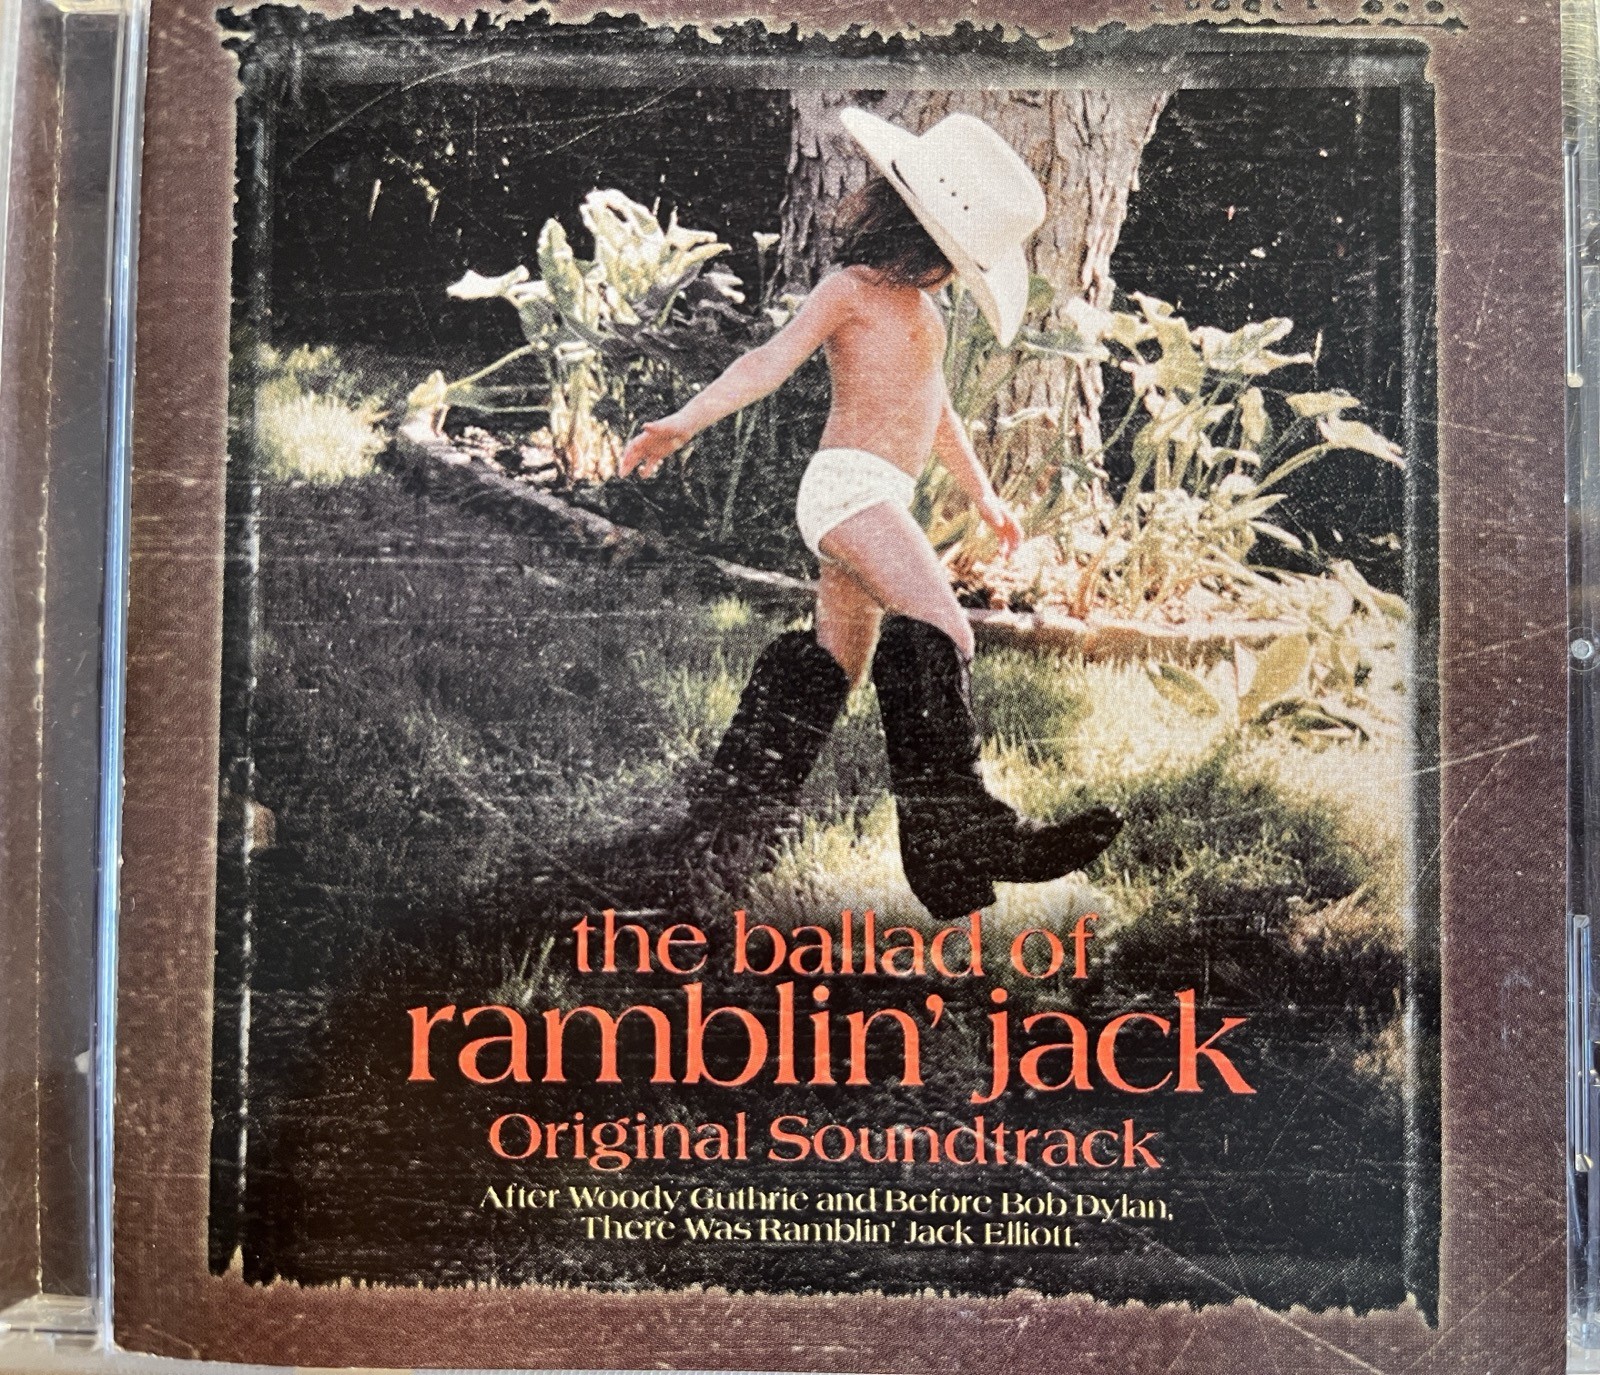 the ballad of
ramblin' jack
Original Soundtrack
After Woody Guthrie and Before Bob Dylan,
There Was Ramblin' Jack Elliott.